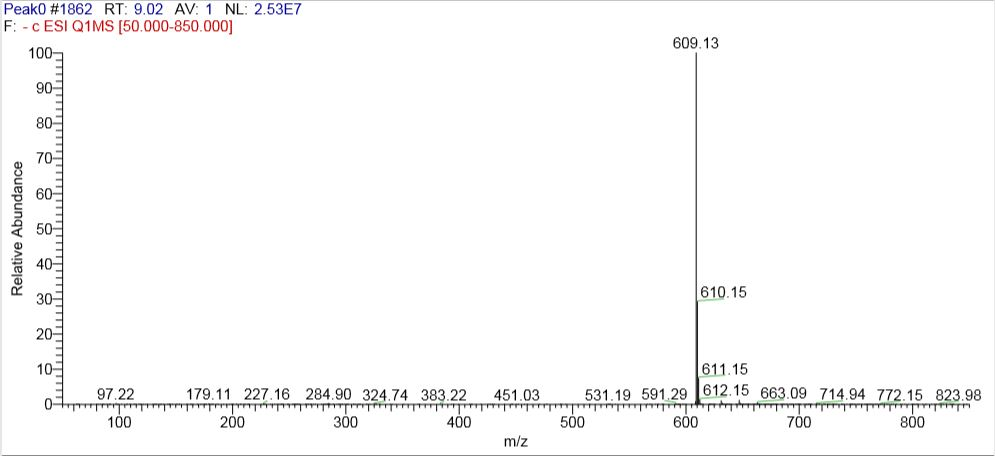 Peak0 #1862 RT: 9.02 AV: 1 NL: 2.53E7
F: - c ESI Q1MS [50.000-850.000]
609.13
100
90
80
70
60
50
40
30
20
10
0
Relative Abundance
610.15
611.15
97.22 179.11 227.16 284.90 324.74 383.22 451.03 531.19 591.29 612.15 663.09 714.94 772.15 823.98
100 200 300 400 500 600 700 800
m/z